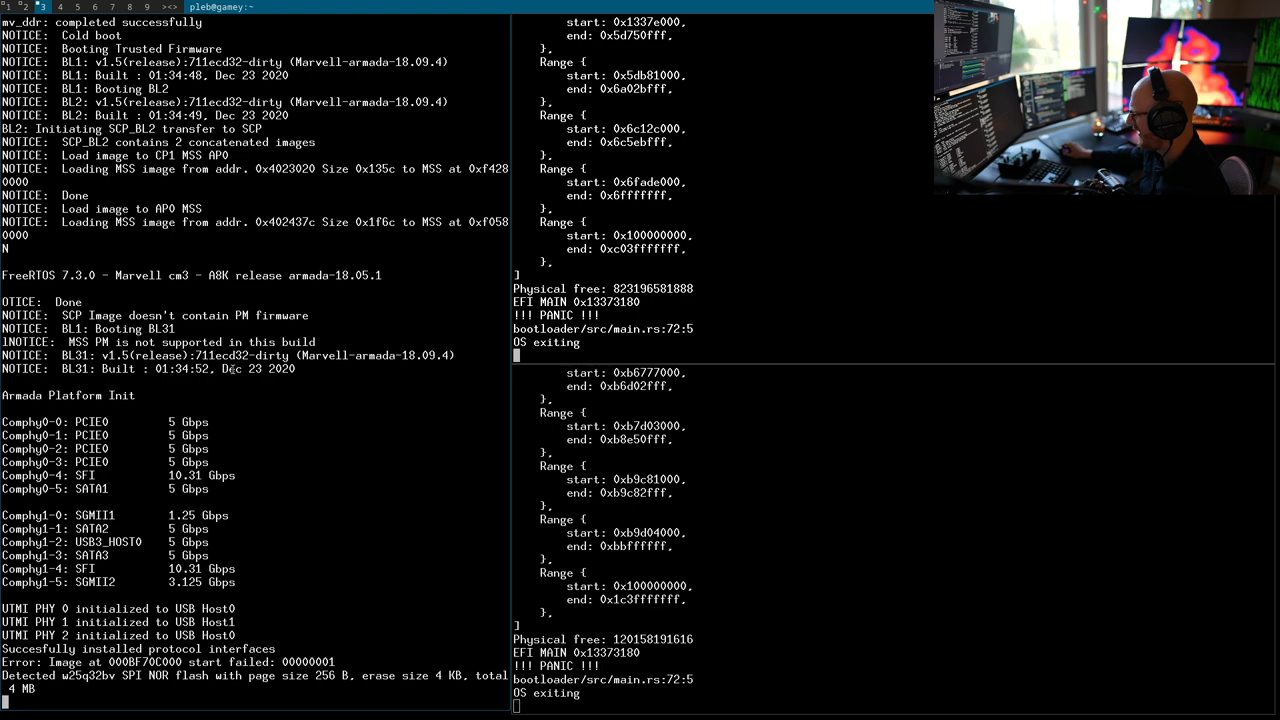 1 2 3 4 5 6 7 8 9 ><> pleb@gamey:~
mv_ddr: completed successfully
NOTICE:  Cold boot
NOTICE:  Booting Trusted Firmware
NOTICE:  BL1: v1.5(release):711ecd32-dirty (Marvell-armada-18.09.4)
NOTICE:  BL1: Built : 01:34:48, Dec 23 2020
NOTICE:  BL1: Booting BL2
NOTICE:  BL2: v1.5(release):711ecd32-dirty (Marvell-armada-18.09.4)
NOTICE:  BL2: Built : 01:34:49, Dec 23 2020
BL2: Initiating SCP_BL2 transfer to SCP
NOTICE:  SCP_BL2 contains 2 concatenated images
NOTICE:  Load image to CP1 MSS AP0
NOTICE:  Loading MSS image from addr. 0x4023020 Size 0x135c to MSS at 0xf428
0000
NOTICE:  Done
NOTICE:  Load image to AP0 MSS
NOTICE:  Loading MSS image from addr. 0x402437c Size 0x1f6c to MSS at 0xf058
0000
N
FreeRTOS 7.3.0 - Marvell cm3 - A8K release armada-18.05.1
OTICE:  Done
NOTICE:  SCP Image doesn't contain PM firmware
NOTICE:  BL1: Booting BL31
lNOTICE:  MSS PM is not supported in this build
NOTICE:  BL31: v1.5(release):711ecd32-dirty (Marvell-armada-18.09.4)
NOTICE:  BL31: Built : 01:34:52, Dec 23 2020
Armada Platform Init
Comphy0-0: PCIE0         5 Gbps
Comphy0-1: PCIE0         5 Gbps
Comphy0-2: PCIE0         5 Gbps
Comphy0-3: PCIE0         5 Gbps
Comphy0-4: SFI           10.31 Gbps
Comphy0-5: SATA1         5 Gbps
Comphy1-0: SGMII1        1.25 Gbps
Comphy1-1: SATA2         5 Gbps
Comphy1-2: USB3_HOST0    5 Gbps
Comphy1-3: SATA3         5 Gbps
Comphy1-4: SFI           10.31 Gbps
Comphy1-5: SGMII2        3.125 Gbps
UTMI PHY 0 initialized to USB Host0
UTMI PHY 1 initialized to USB Host1
UTMI PHY 2 initialized to USB Host0
Succesfully installed protocol interfaces
Error: Image at 000BF70C000 start failed: 00000001
Detected w25q32bv SPI NOR flash with page size 256 B, erase size 4 KB, total
 4 MB
start: 0x1337e000,
end: 0x5d750fff,
},
Range {
start: 0x5db81000,
end: 0x6a02bfff,
},
Range {
start: 0x6c12c000,
end: 0x6c5ebfff,
},
Range {
start: 0x6fade000,
end: 0x6fffffff,
},
Range {
start: 0x100000000,
end: 0xc03fffffff,
},
]
Physical free: 823196581888
EFI MAIN 0x13373180
!!! PANIC !!!
bootloader/src/main.rs:72:5
OS exiting
start: 0xb6777000,
end: 0xb6d02fff,
},
Range {
start: 0xb7d03000,
end: 0xb8e50fff,
},
Range {
start: 0xb9c81000,
end: 0xb9c82fff,
},
Range {
start: 0xb9d04000,
end: 0xbbffffff,
},
Range {
start: 0x100000000,
end: 0x1c3fffffff,
},
]
Physical free: 120158191616
EFI MAIN 0x13373180
!!! PANIC !!!
bootloader/src/main.rs:72:5
OS exiting